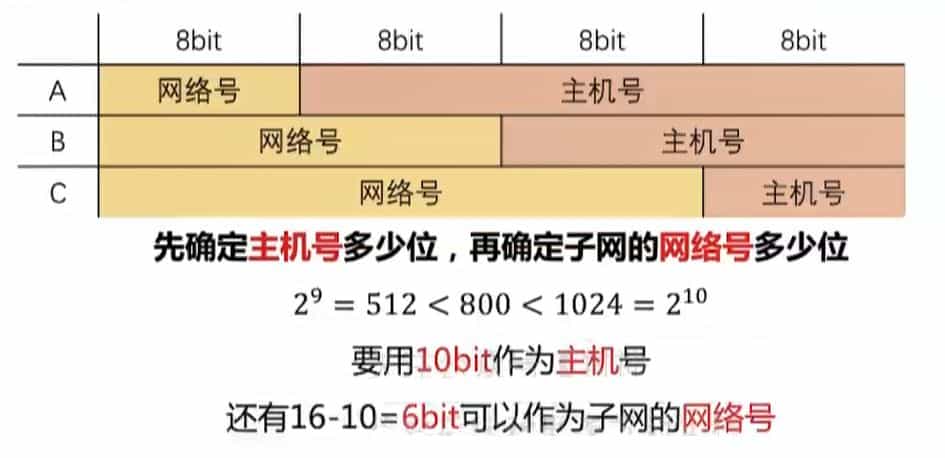 8bit 8bit 8bit 8bit
A 网络号 主机号
B 网络号 主机号
C 网络号 主机号
先确定主机号多少位，再确定子网的网络号多少位
2⁹ = 512 < 800 < 1024 = 2¹⁰
要用10bit作为主机号
还有16-10=6bit可以作为子网的网络号